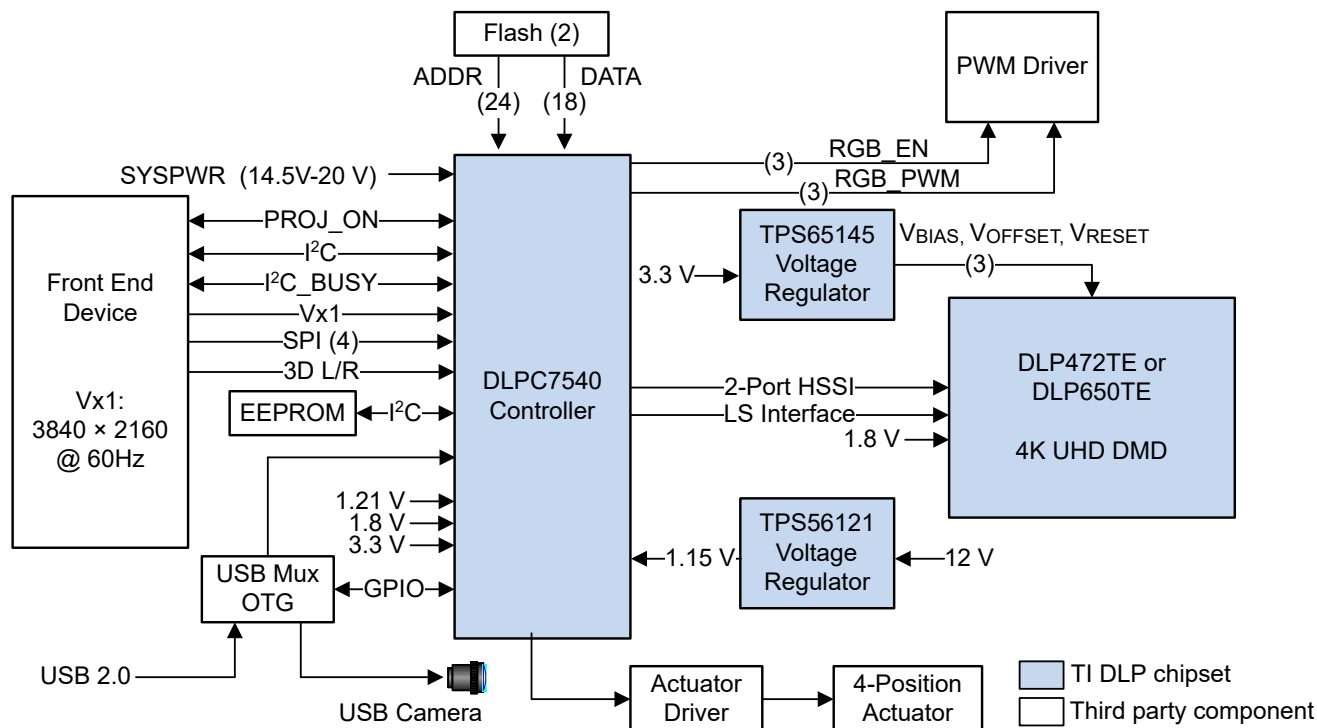 Flash (2)
ADDR
DATA
(24)
(18)
PWM Driver
RGB_EN
(3)
RGB_PWM
(3)
SYSPWR (14.5V-20 V)
PROJ_ON
I²C
I²C_BUSY
Vx1
SPI (4)
3D L/R
Front End
Device
Vx1:
3840 × 2160
@ 60Hz
EEPROM
I²C
1.21 V
1.8 V
3.3 V
USB Mux
OTG
GPIO
USB 2.0
USB Camera
DLPC7540
Controller
TPS65145
Voltage
Regulator
3.3 V
VBIAS, VOFFSET, VRESET
(3)
2-Port HSSI
LS Interface
1.8 V
DLP472TE or
DLP650TE
4K UHD DMD
TPS56121
Voltage
Regulator
1.15 V
12 V
Actuator
Driver
4-Position
Actuator
TI DLP chipset
Third party component